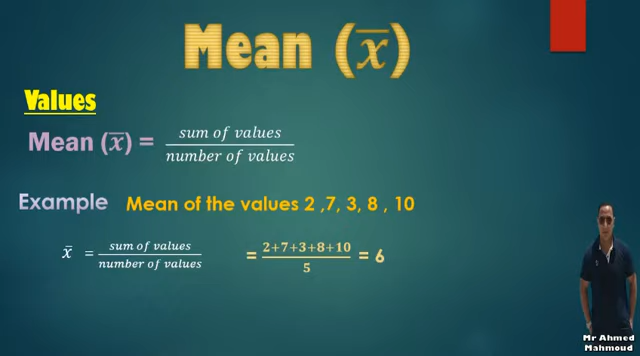 Mean (x̅)
Values
Mean (x̅) = sum of values / number of values
Example Mean of the values 2 ,7, 3, 8 , 10
x̅ = sum of values / number of values = 2+7+3+8+10 / 5 = 6
Mr Ahmed
Mahmoud